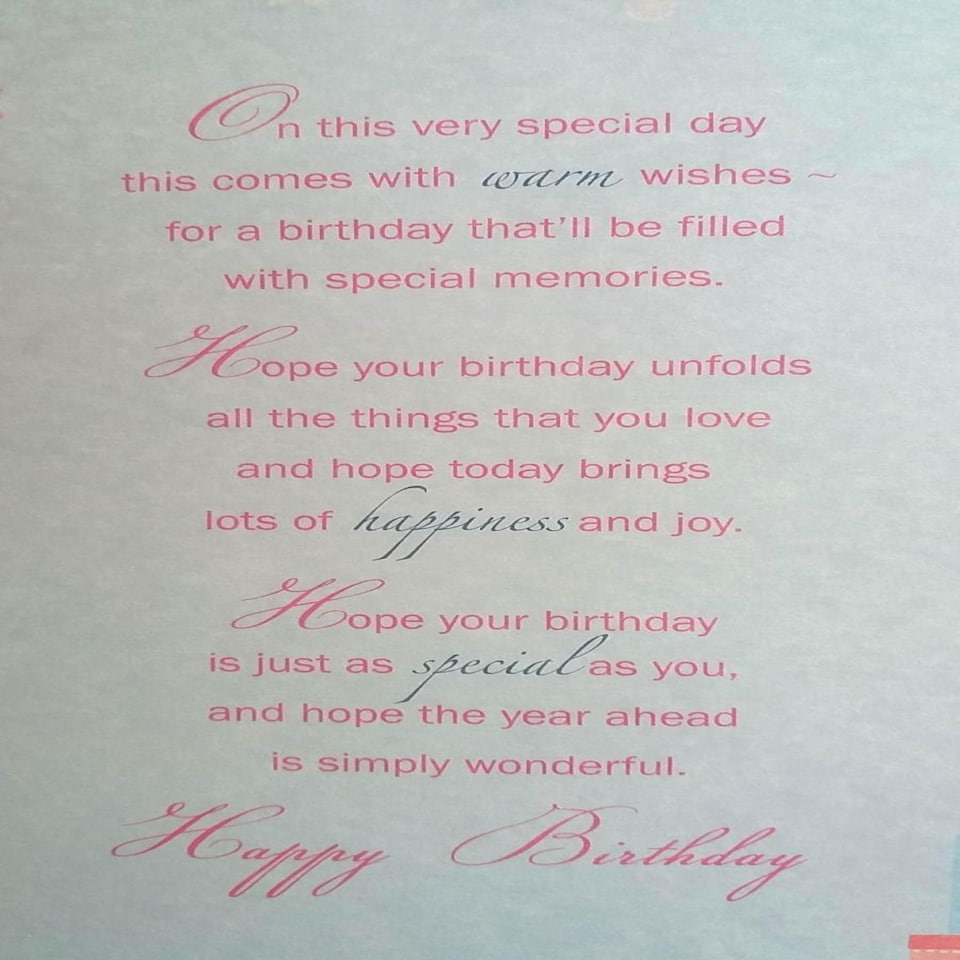 On this very special day
this comes with warm wishes ~
for a birthday that'll be filled
with special memories.
Hope your birthday unfolds
all the things that you love
and hope today brings
lots of happiness and joy.
Hope your birthday
is just as special as you,
and hope the year ahead
is simply wonderful.
Happy Birthday